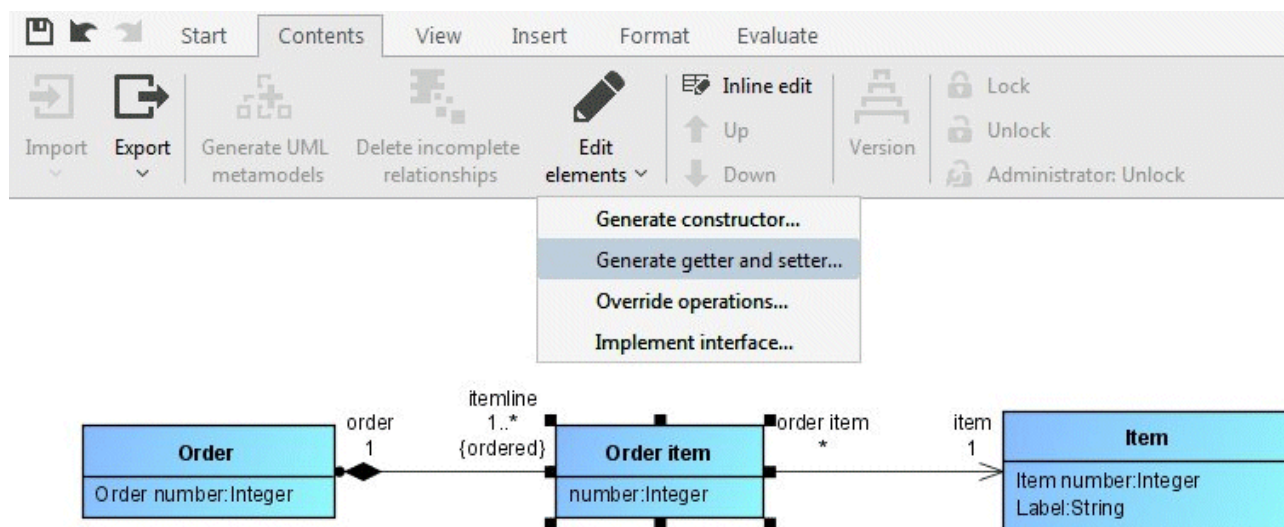 Start Contents View Insert Format Evaluate
Import
Export
Generate UML
metamodels
Delete incomplete
relationships
Edit
elements
Inline edit
Up
Down
Version
Lock
Unlock
Administrator: Unlock
Generate constructor...
Generate getter and setter...
Override operations...
Implement interface...
Order
Order number:Integer
order
1
itemline
1..*
{ordered}
Order item
number:Integer
order item
*
item
1
Item
Item number:Integer
Label:String